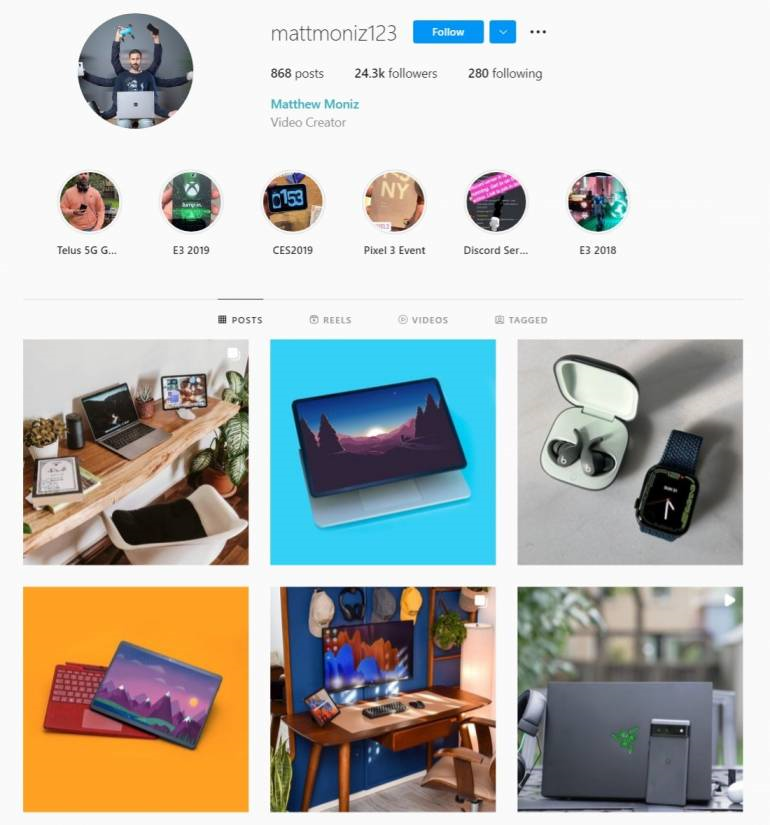 mattmoniz123 Follow
868 posts 24.3k followers 280 following
Matthew Moniz
Video Creator
Telus 5G G... E3 2019 CES2019 Pixel 3 Event Discord Ser... E3 2018
POSTS REELS VIDEOS TAGGED